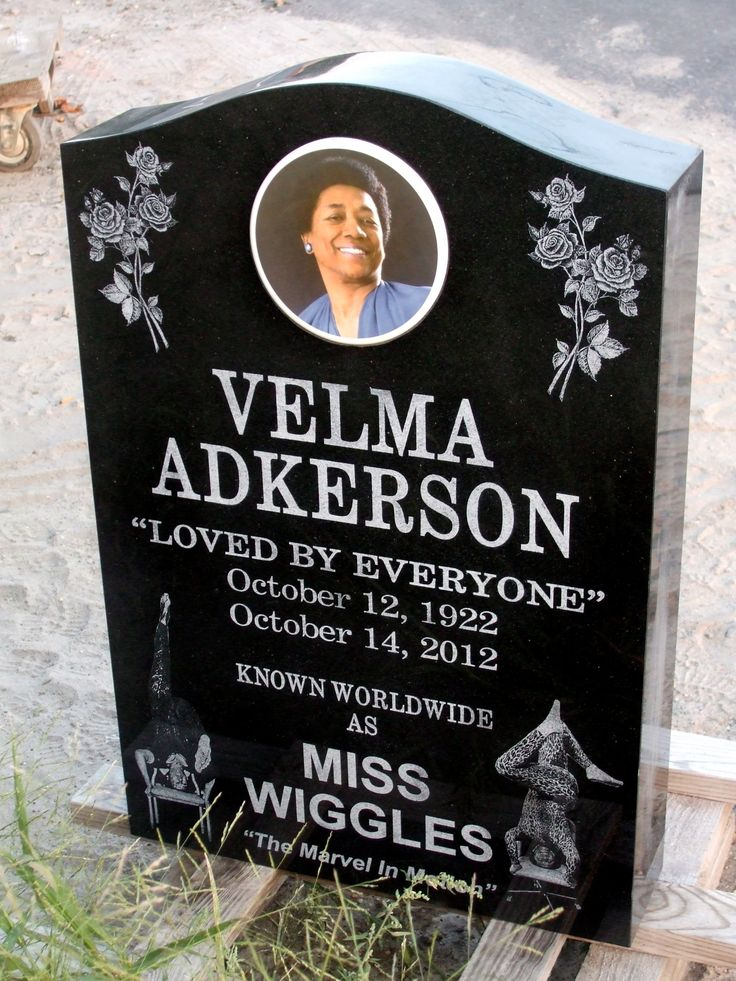 VELMA
ADKERSON
“LOVED BY EVERYONE”
October 12, 1922
October 14, 2012
KNOWN WORLDWIDE
AS
MISS
WIGGLES
“The Marvel In Motion”